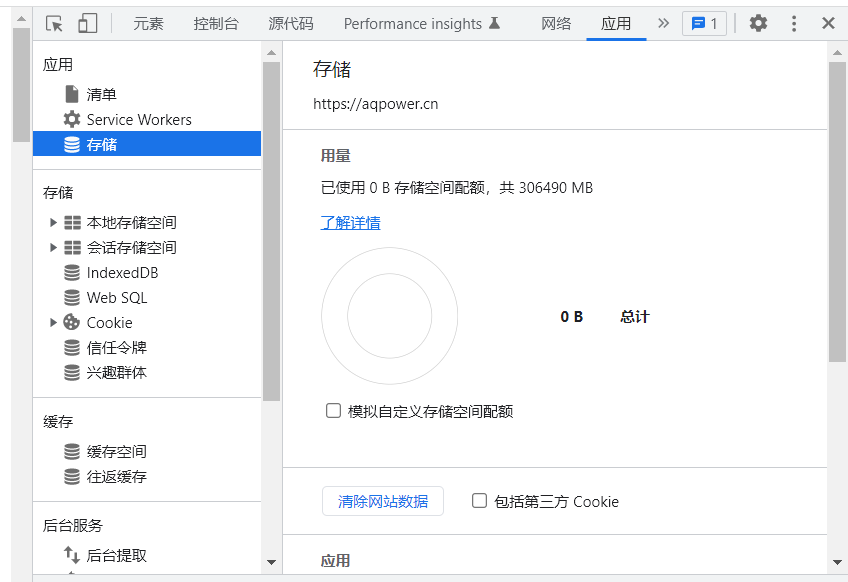 元素 控制台 源代码 Performance insights 网络 应用 1
应用
清单
Service Workers
存储
存储
本地存储空间
会话存储空间
IndexedDB
Web SQL
Cookie
信任令牌
兴趣群体
缓存
缓存空间
往返缓存
后台服务
后台提取
存储
https://aqpower.cn
用量
已使用 0 B 存储空间配额，共 306490 MB
了解详情
0 B 总计
模拟自定义存储空间配额
清除网站数据 包括第三方 Cookie
应用